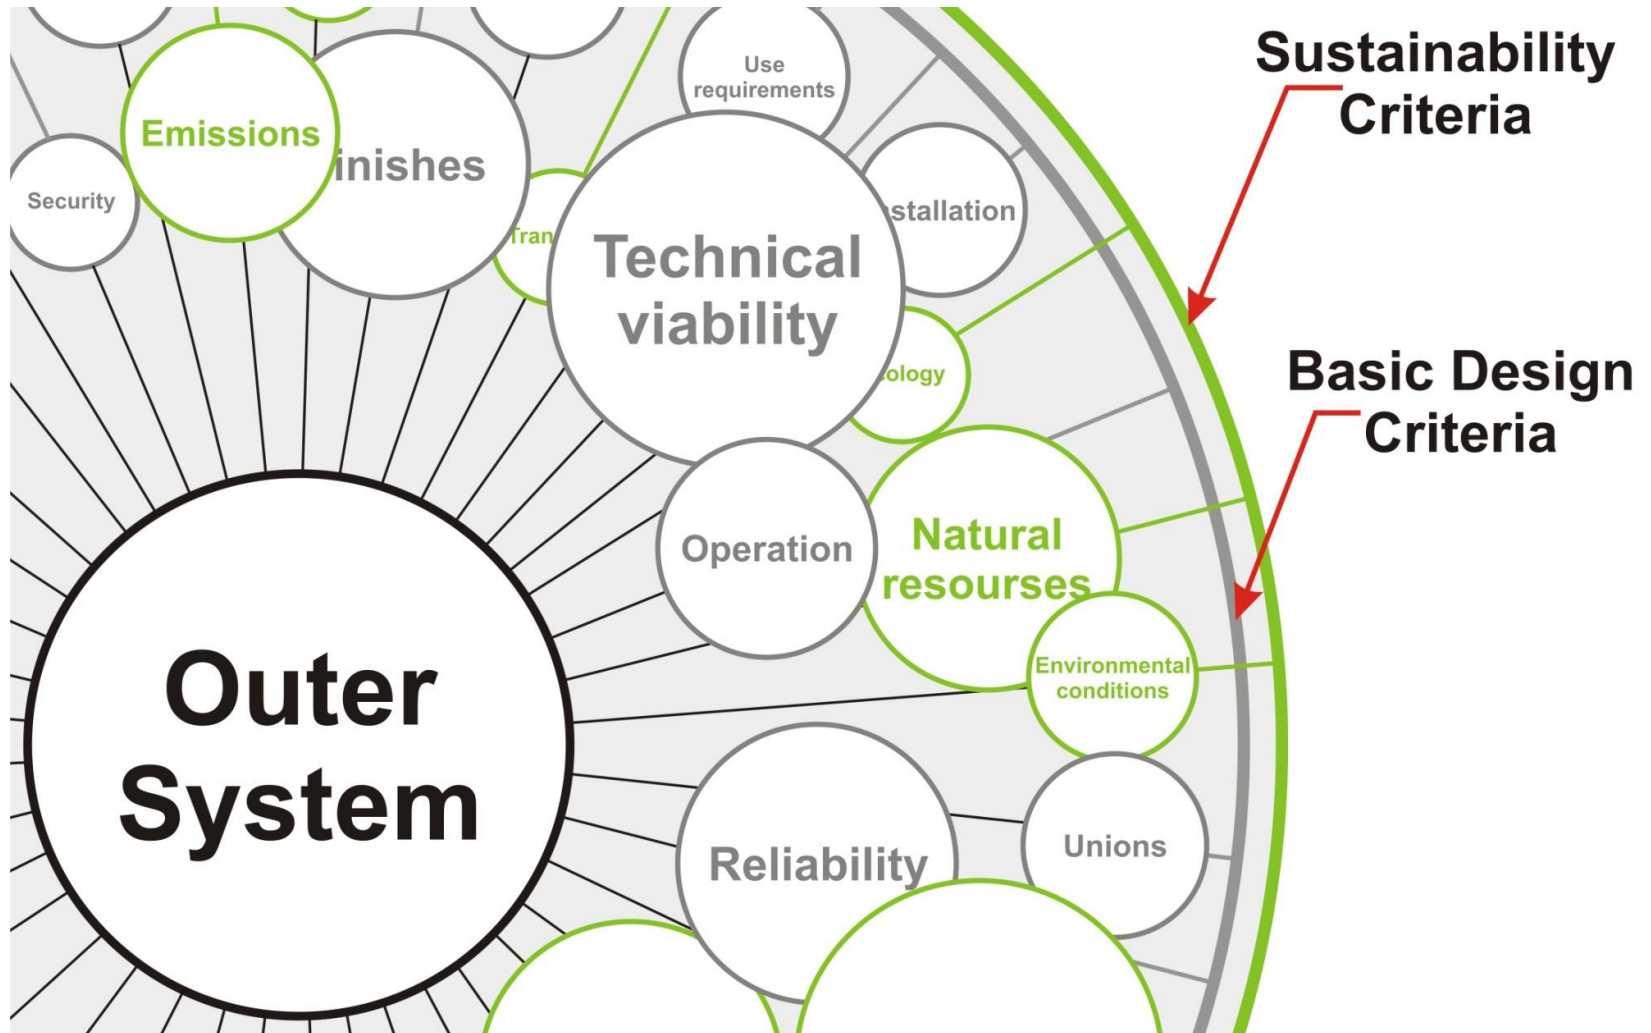 Sustainability
Criteria
Use
requirements
Emissions
inishes
Security
stallation
Tran
Technical
viability
ology
Basic Design
Criteria
Operation
Natural
resourses
Environmental
conditions
Outer
System
Unions
Reliability